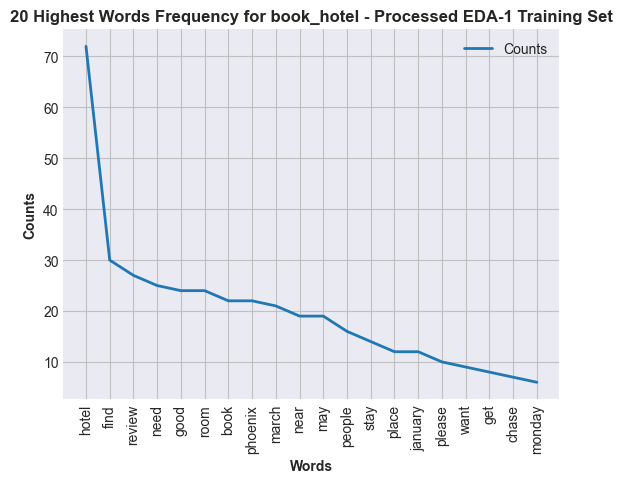 20 Highest Words Frequency for book_hotel - Processed EDA-1 Training Set
Counts
70
60
50
40
30
20
10
Counts
hotel
find
review
need
good
room
book
phoenix
march
near
may
people
stay
place
january
please
want
get
chase
monday
Words